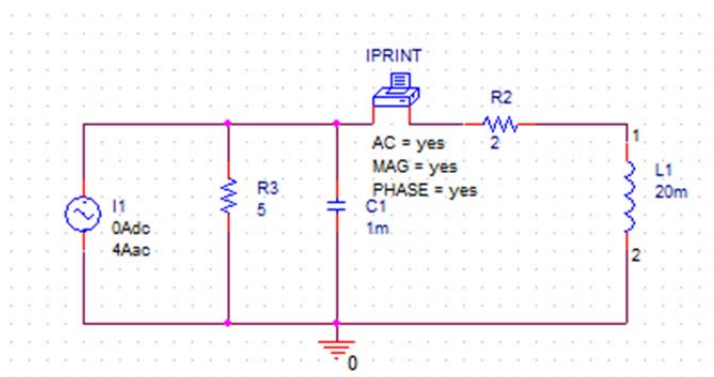 IPRINT
R2
2
AC = yes
MAG = yes
PHASE = yes
1
L1
20m
2
R3
5
C1
1m
I1
0Adc
4Aac
0